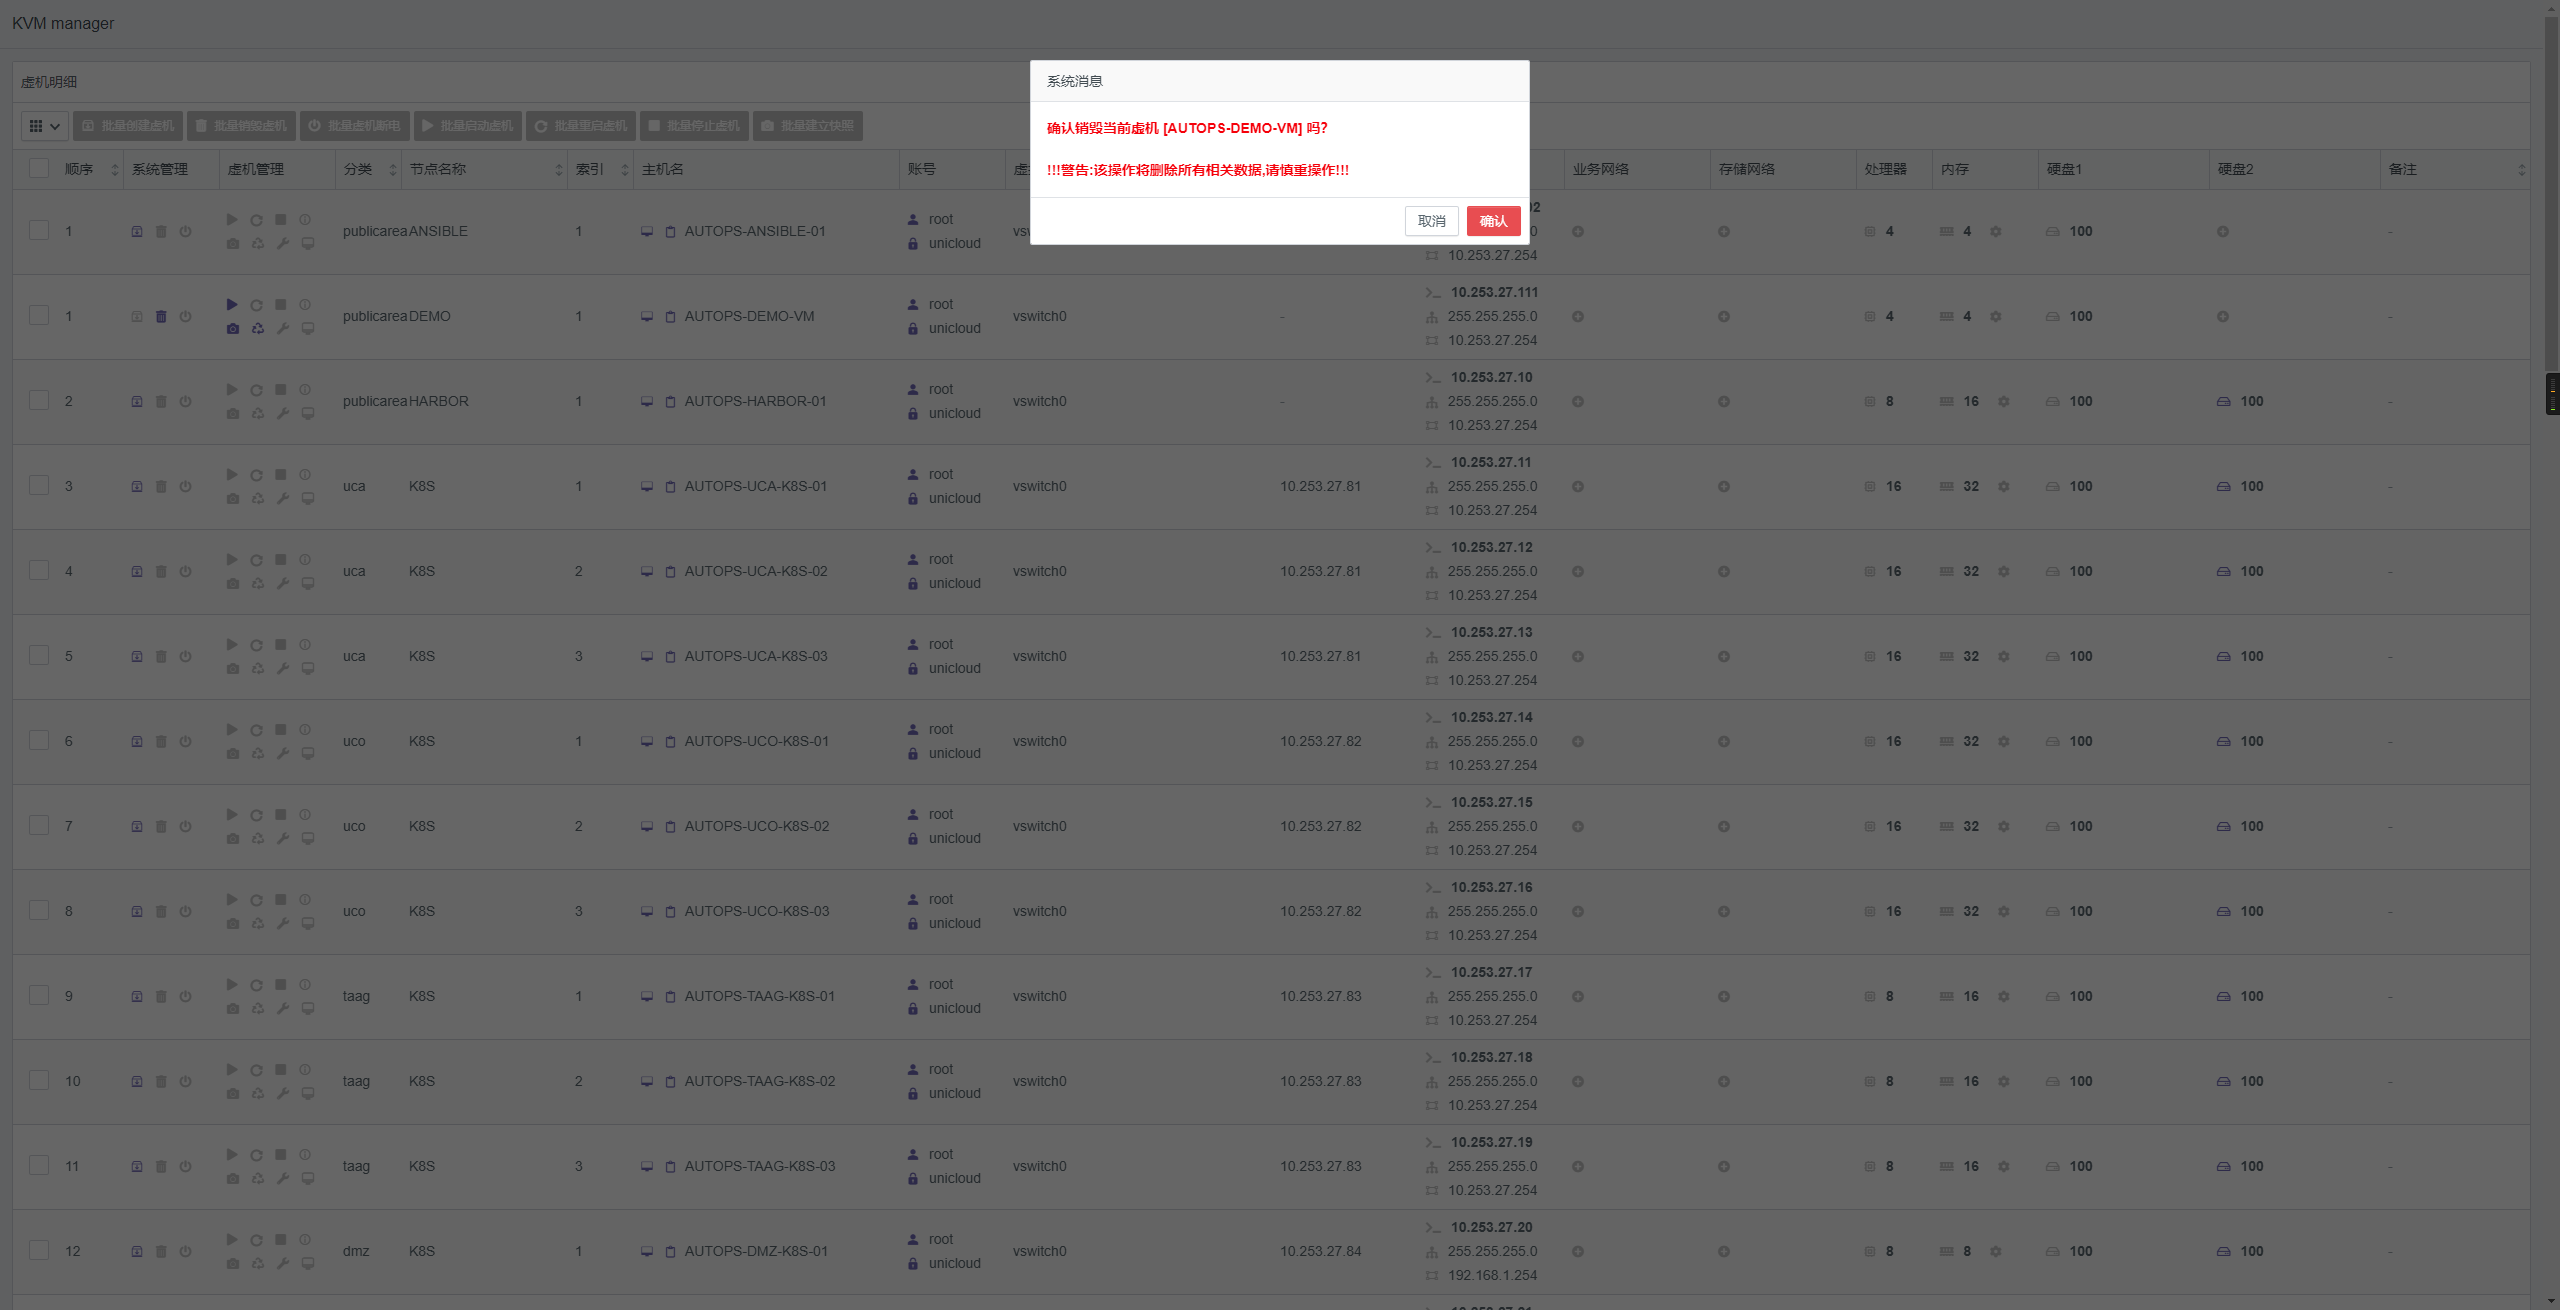 KVM manager
虚机明细
系统消息
确认销毁当前虚机 [AUTOPS-DEMO-VM] 吗?
!!!警告:该操作将删除所有相关数据,请慎重操作!!!
取消 确认
批量创建虚机 批量销毁虚机 批量虚机断电 批量启动虚机 批量重启虚机 批量停止虚机 批量建立快照
顺序 系统管理 虚机管理 分类 节点名称 索引 主机名 账号 业务网络 存储网络 处理器 内存 硬盘1 硬盘2 备注
1 publicarea ANSIBLE 1 AUTOPS-ANSIBLE-01 root unicloud 10.253.27.254 4 4 100 -
1 publicarea DEMO 1 AUTOPS-DEMO-VM root unicloud vswitch0 - 10.253.27.111 255.255.255.0 10.253.27.254 4 4 100 -
2 publicarea HARBOR 1 AUTOPS-HARBOR-01 root unicloud vswitch0 - 10.253.27.10 255.255.255.0 10.253.27.254 8 16 100 100 -
3 uca K8S 1 AUTOPS-UCA-K8S-01 root unicloud vswitch0 10.253.27.81 10.253.27.11 255.255.255.0 10.253.27.254 16 32 100 100 -
4 uca K8S 2 AUTOPS-UCA-K8S-02 root unicloud vswitch0 10.253.27.81 10.253.27.12 255.255.255.0 10.253.27.254 16 32 100 100 -
5 uca K8S 3 AUTOPS-UCA-K8S-03 root unicloud vswitch0 10.253.27.81 10.253.27.13 255.255.255.0 10.253.27.254 16 32 100 100 -
6 uco K8S 1 AUTOPS-UCO-K8S-01 root unicloud vswitch0 10.253.27.82 10.253.27.14 255.255.255.0 10.253.27.254 16 32 100 100 -
7 uco K8S 2 AUTOPS-UCO-K8S-02 root unicloud vswitch0 10.253.27.82 10.253.27.15 255.255.255.0 10.253.27.254 16 32 100 100 -
8 uco K8S 3 AUTOPS-UCO-K8S-03 root unicloud vswitch0 10.253.27.82 10.253.27.16 255.255.255.0 10.253.27.254 16 32 100 100 -
9 taag K8S 1 AUTOPS-TAAG-K8S-01 root unicloud vswitch0 10.253.27.83 10.253.27.17 255.255.255.0 10.253.27.254 8 16 100 100 -
10 taag K8S 2 AUTOPS-TAAG-K8S-02 root unicloud vswitch0 10.253.27.83 10.253.27.18 255.255.255.0 10.253.27.254 8 16 100 100 -
11 taag K8S 3 AUTOPS-TAAG-K8S-03 root unicloud vswitch0 10.253.27.83 10.253.27.19 255.255.255.0 10.253.27.254 8 16 100 100 -
12 dmz K8S 1 AUTOPS-DMZ-K8S-01 root unicloud vswitch0 10.253.27.84 10.253.27.20 255.255.255.0 192.168.1.254 8 8 100 100 -